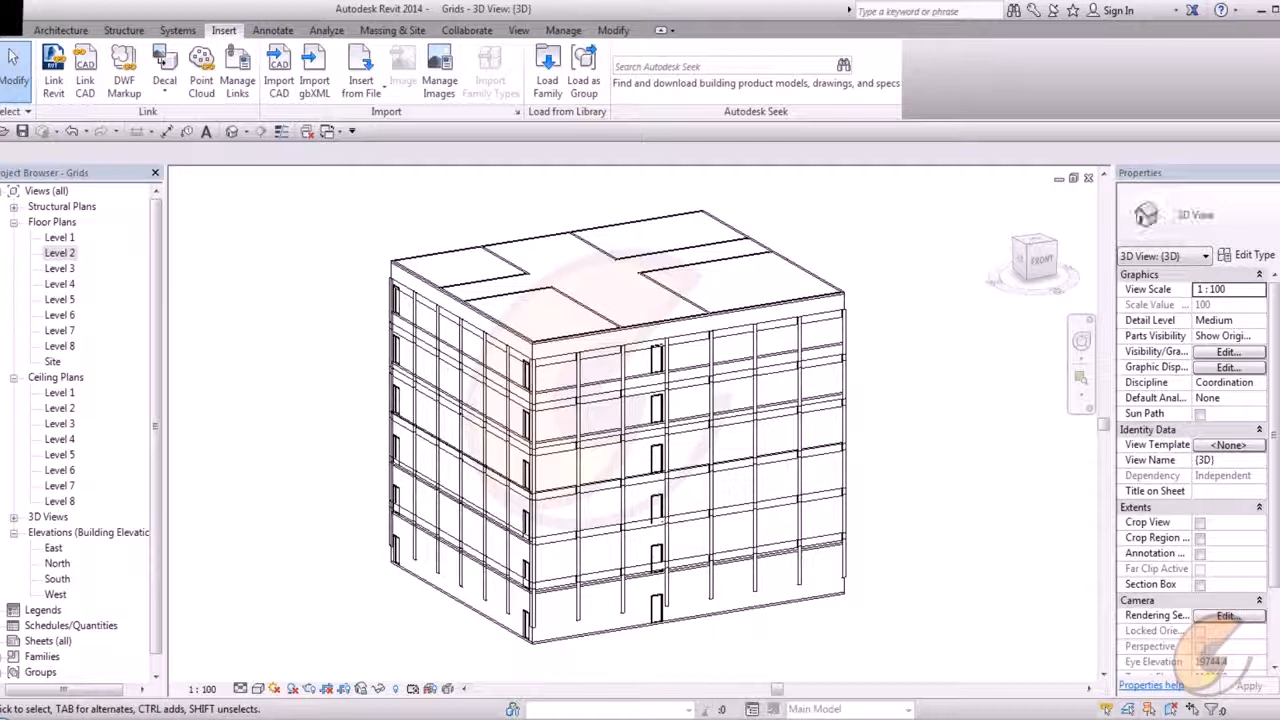 Autodesk Revit 2014 - Grids - 3D View: {3D}
Type a keyword or phrase
Sign In
Architecture Structure Systems Insert Annotate Analyze Massing & Site Collaborate View Manage Modify
Modify
Link Revit
Link CAD
DWF Markup
Decal
Point Cloud
Manage Links
Import CAD
Import gbXML
Insert from File
Image
Manage Images
Import Family Types
Load Family
Load as Group
Search Autodesk Seek
Find and download building product models, drawings, and specs
elect
Link
Import
Load from Library
Autodesk Seek
roject Browser - Grids
Views (all)
Structural Plans
Floor Plans
Level 1
Level 2
Level 3
Level 4
Level 5
Level 6
Level 7
Level 8
Site
Ceiling Plans
Level 1
Level 2
Level 3
Level 4
Level 5
Level 6
Level 7
Level 8
3D Views
Elevations (Building Elevatic
East
North
South
West
Legends
Schedules/Quantities
Sheets (all)
Families
Groups
FRONT
Properties
3D View
3D View: {3D}
Edit Type
Graphics
View Scale 1 : 100
Scale Value 100
Detail Level Medium
Parts Visibility Show Origi...
Visibility/Gra... Edit...
Graphic Disp... Edit...
Discipline Coordination
Default Anal... None
Sun Path
Identity Data
View Template <None>
View Name {3D}
Dependency Independent
Title on Sheet
Extents
Crop View
Crop Region ...
Annotation ...
Far Clip Active
Section Box
Camera
Rendering Se... Edit...
Locked Orie...
Perspective
Eye Elevation 19744.4
Properties help
Apply
1 : 100
Click to select, TAB for alternates, CTRL adds, SHIFT unselects.
:0
Main Model
:0